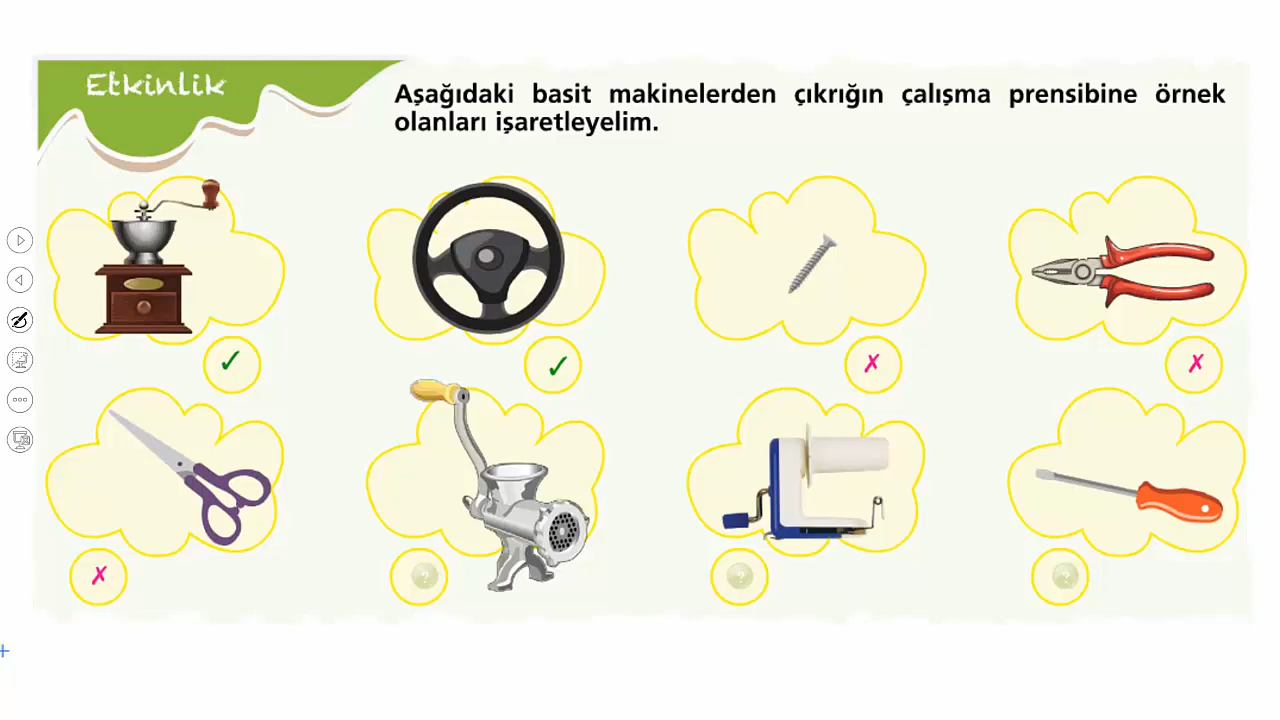 Etkinlik
Aşağıdaki basit makinelerden çıkrığın çalışma prensibine örnek
olanları işaretleyelim.
✓
✓
✗
✗
✗
?
?
?